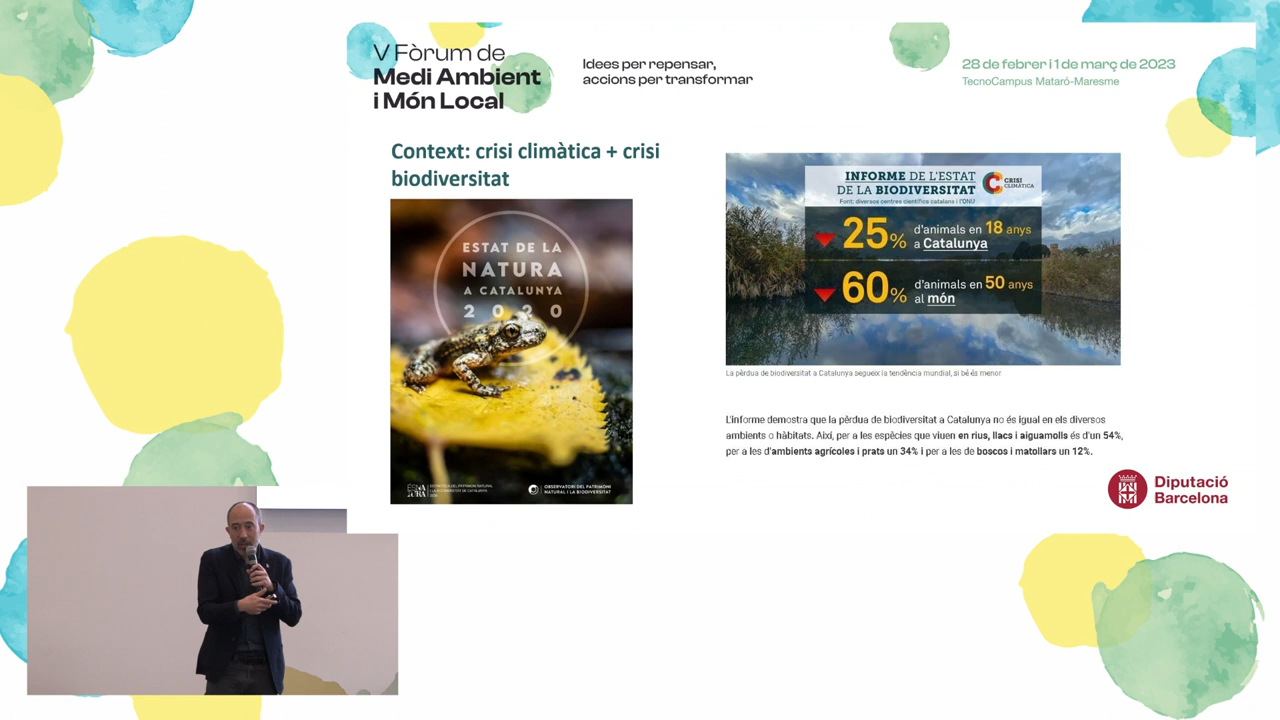 V Fòrum de
Medi Ambient
i Món Local
Idees per repensar,
accions per transformar
28 de febrer i 1 de març de 2023
TecnoCampus Mataró-Maresme
Context: crisi climàtica + crisi
biodiversitat
ESTAT DE LA
NATURA
A CATALUNYA
2020
OBSERVATORI DEL PATRIMONI
NATURAL I LA BIODIVERSITAT
INFORME DE L'ESTAT
DE LA BIODIVERSITAT
CRISI
CLIMÀTICA
Font: diversos centres científics catalans i l'ONU
25% d'animals en 18 anys
a Catalunya
60% d'animals en 50 anys
al món
La pèrdua de biodiversitat a Catalunya segueix la tendència mundial, si bé és menor
L'informe demostra que la pèrdua de biodiversitat a Catalunya no és igual en els diversos
ambients o hàbitats. Així, per a les espècies que viuen en rius, llacs i aiguamolls és d'un 54%,
per a les d'ambients agrícoles i prats un 34% i per a les de boscos i matollars un 12%.
Diputació
Barcelona